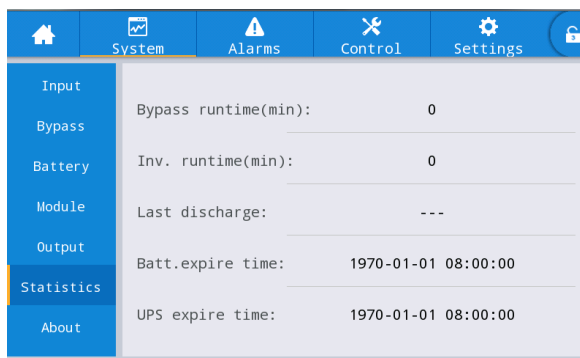 System Alarms Control Settings
Input
Bypass
Battery
Module
Output
Statistics
About
Bypass runtime(min): 0
Inv. runtime(min): 0
Last discharge: ---
Batt.expire time: 1970-01-01 08:00:00
UPS expire time: 1970-01-01 08:00:00